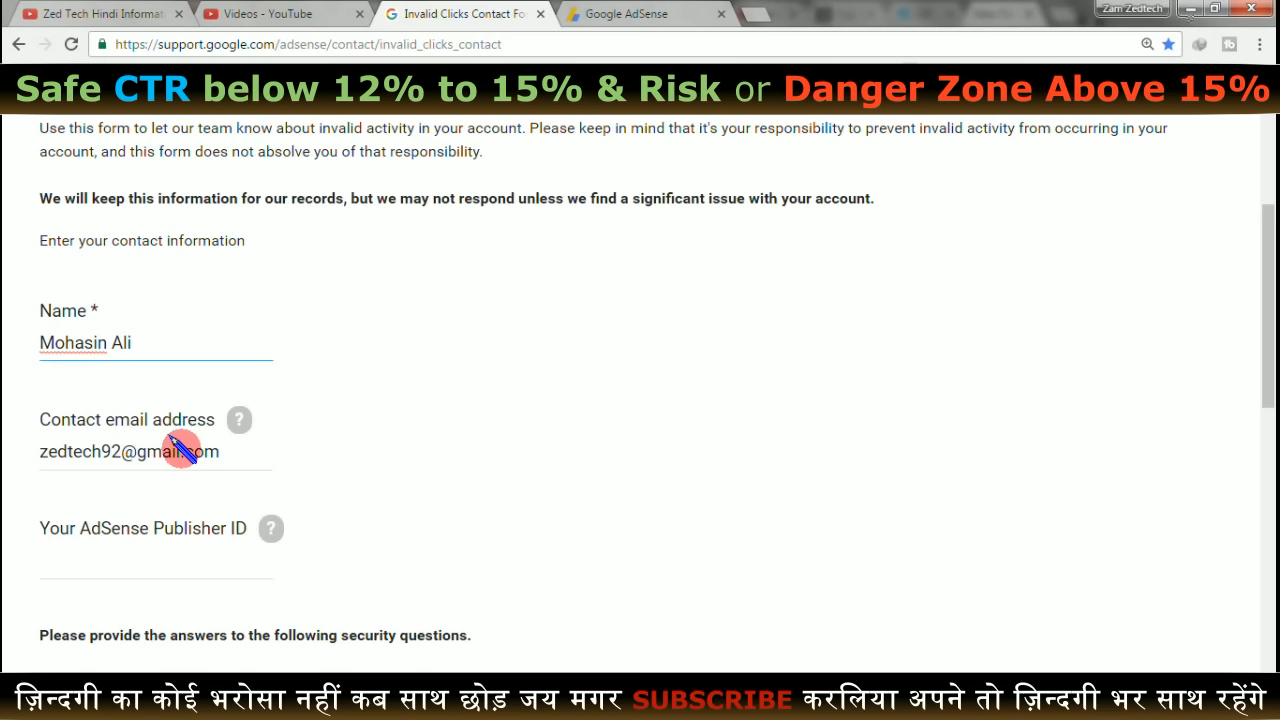 Zed Tech Hindi Informat
Videos - YouTube
Invalid Clicks Contact Fo
Google AdSense
Zam Zedtech
https://support.google.com/adsense/contact/invalid_clicks_contact
Safe CTR below 12% to 15% & Risk or Danger Zone Above 15%
Use this form to let our team know about invalid activity in your account. Please keep in mind that it's your responsibility to prevent invalid activity from occurring in your
account, and this form does not absolve you of that responsibility.
We will keep this information for our records, but we may not respond unless we find a significant issue with your account.
Enter your contact information
Name *
Mohasin Ali
Contact email address ?
zedtech92@gmail.com
Your AdSense Publisher ID ?
Please provide the answers to the following security questions.
ज़िन्दगी का कोई भरोसा नहीं कब साथ छोड़ जय मगर SUBSCRIBE करलिया अपने तो ज़िन्दगी भर साथ रहेंगे